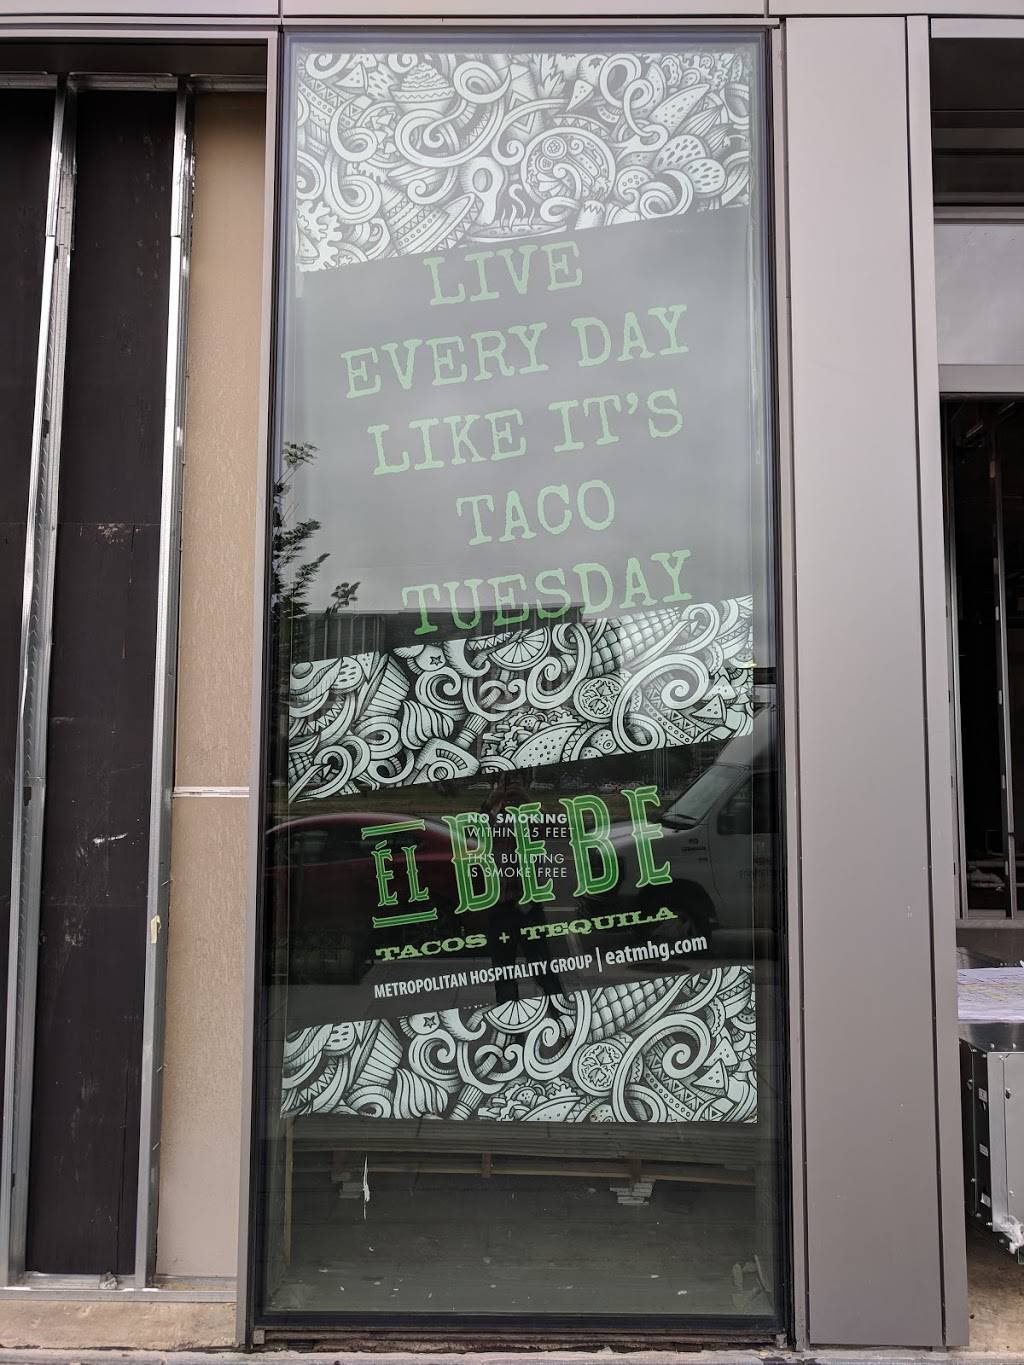 LIVE
EVERY DAY
LIKE IT'S
TACO
TUESDAY
ÉL BEBE
NO SMOKING
WITHIN 25 FEET
THIS BUILDING
IS SMOKE FREE
TACOS + TEQUILA
METROPOLITAN HOSPITALITY GROUP | eatmhg.com